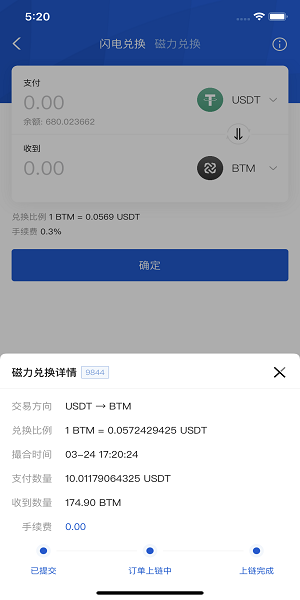 5:20
闪电兑换 磁力兑换
支付
0.00
USDT
余额: 680.023662
收到
0.00
BTM
兑换比例 1 BTM = 0.0569 USDT
手续费 0.3%
确定
磁力兑换详情 9844
交易方向 USDT → BTM
兑换比例 1 BTM = 0.0572429425 USDT
撮合时间 03-24 17:20:24
支付数量 10.01179064325 USDT
收到数量 174.90 BTM
手续费 0.00
已提交 订单上链中 上链完成